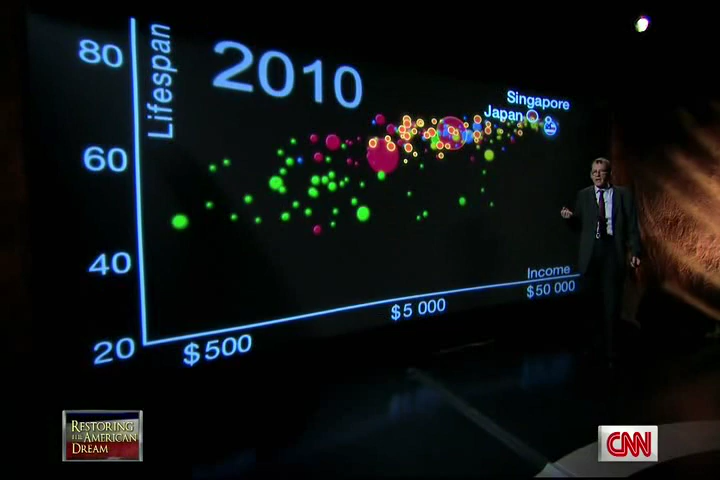 80
Lifespan
2010
Singapore
Japan
60
40
Income
20
$500
$5 000
$50 000
RESTORING
THE AMERICAN
DREAM
CNN